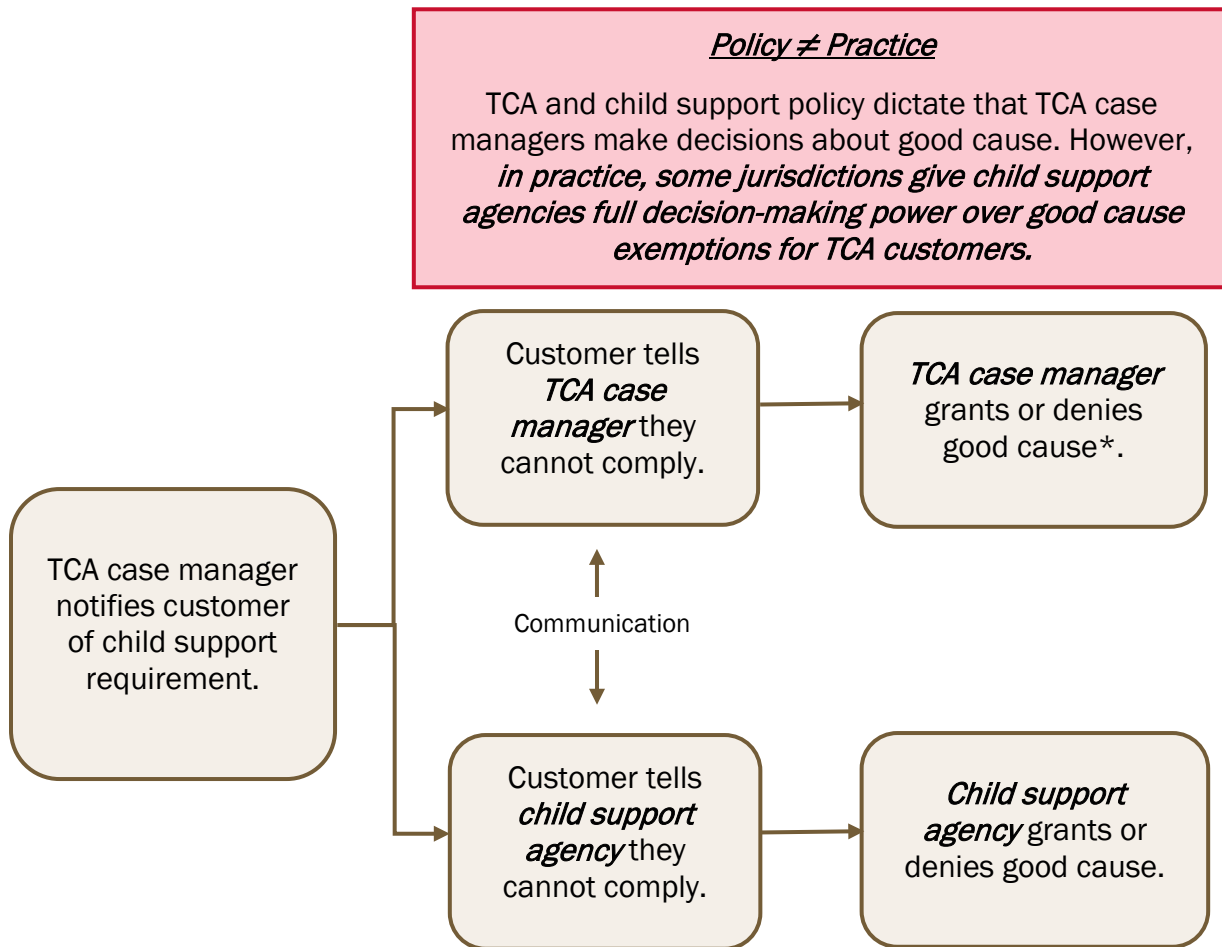 Policy ≠ Practice
TCA and child support policy dictate that TCA case
managers make decisions about good cause. However,
in practice, some jurisdictions give child support
agencies full decision-making power over good cause
exemptions for TCA customers.
Customer tells
TCA case
manager they
cannot comply.
TCA case manager
grants or denies
good cause*.
TCA case manager
notifies customer
of child support
requirement.
Communication
Customer tells
child support
agency they
cannot comply.
Child support
agency grants or
denies good cause.